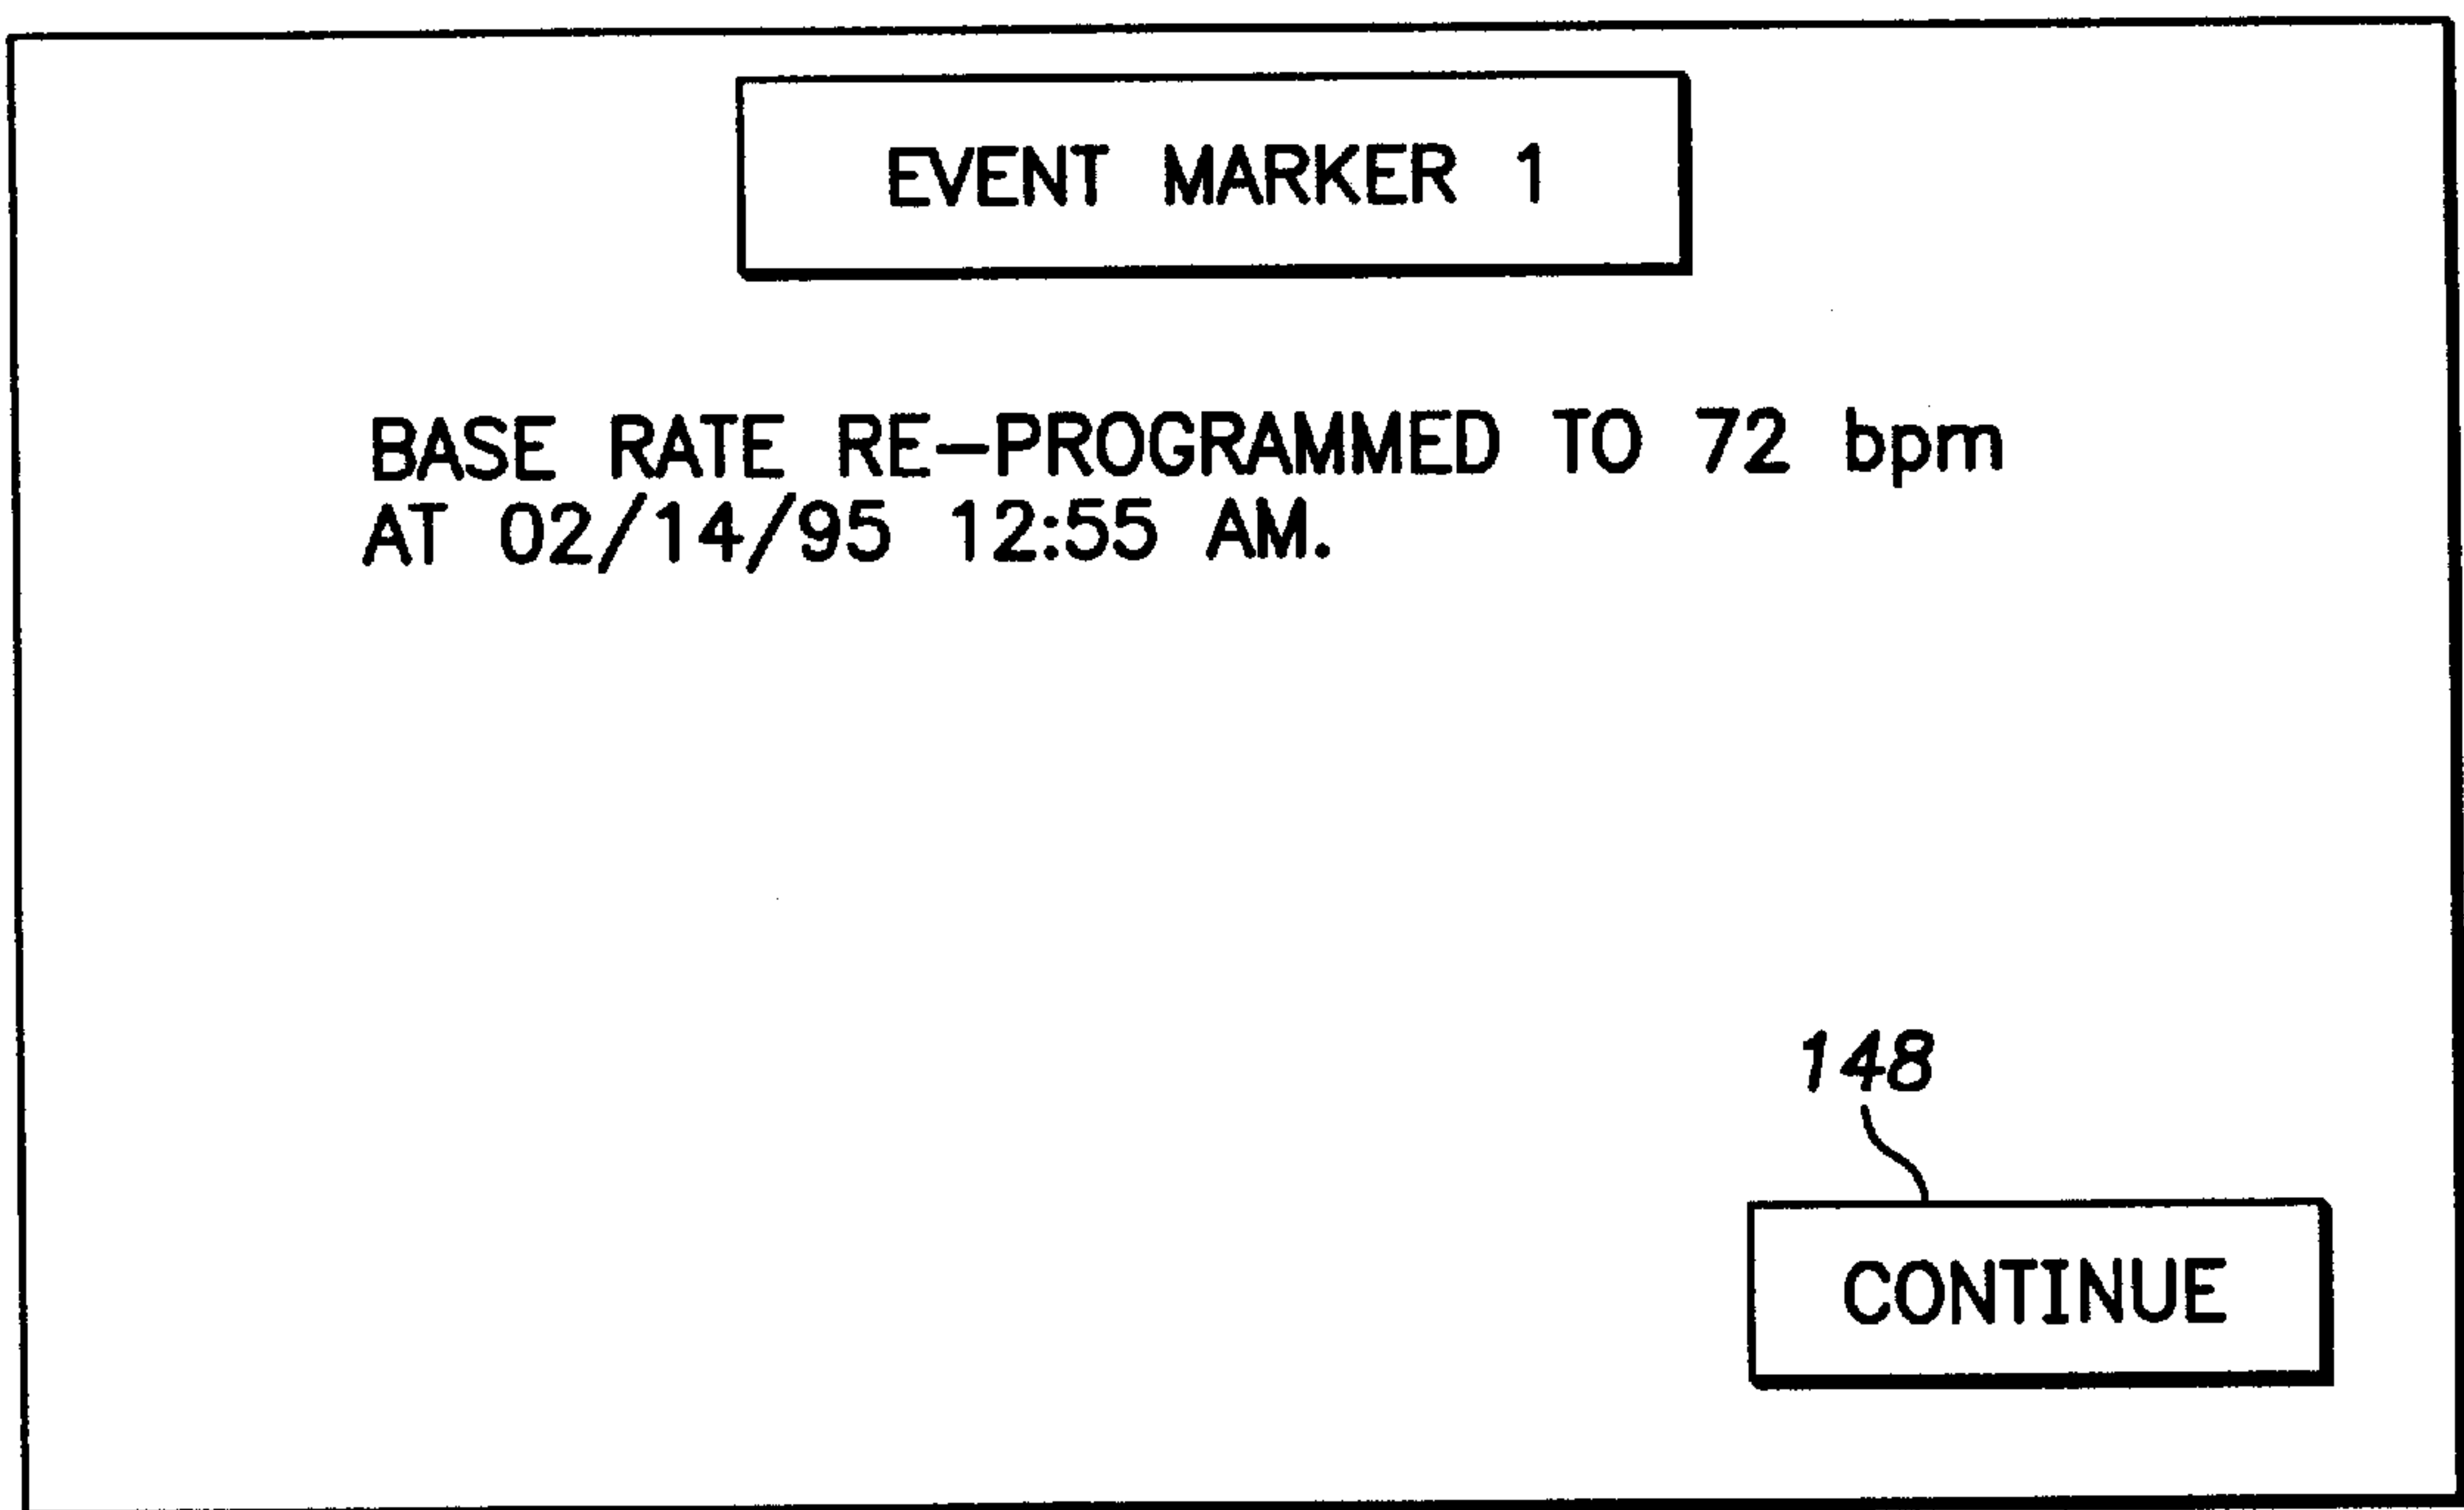 EVENT MARKER 1
BASE RATE RE-PROGRAMMED TO 72 bpm
AT 02/14/95 12:55 AM.
148
CONTINUE